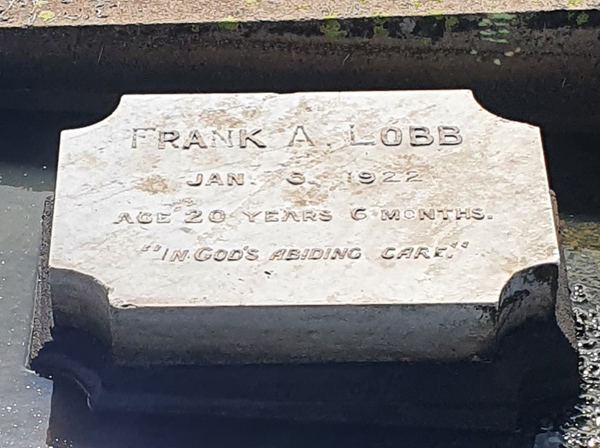 FRANK A. LOBB
JAN. 8. 1922
AGE 20 YEARS 6 MONTHS.
"IN GOD'S ABIDING CARE."